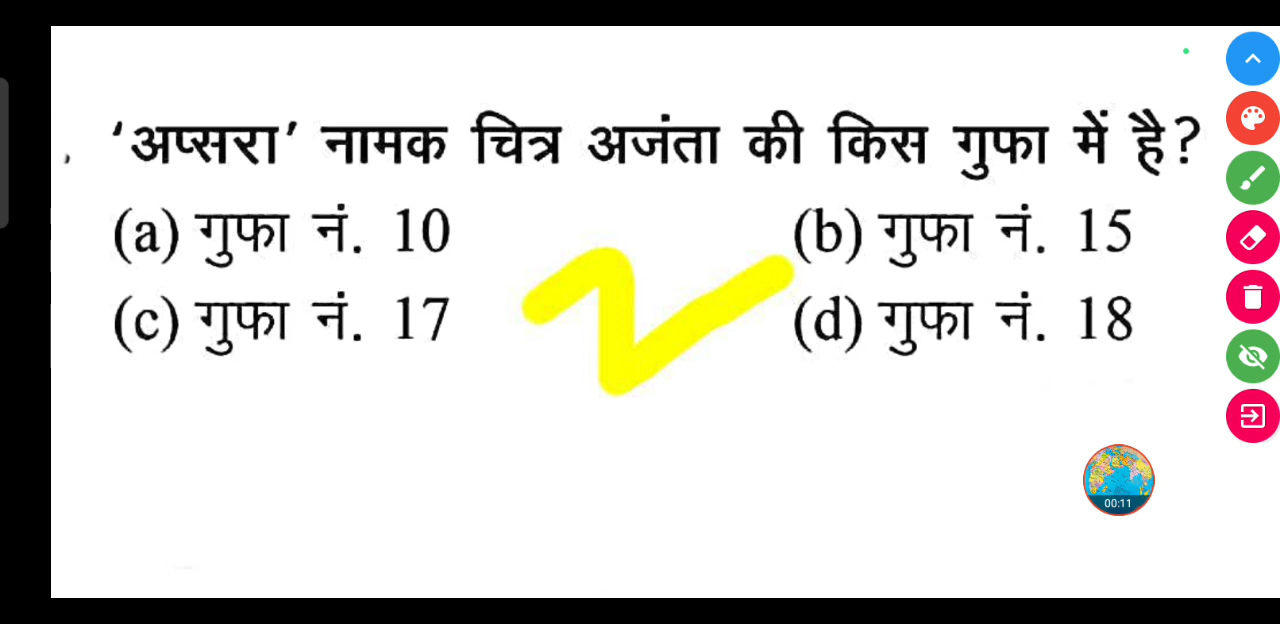 ‘अप्सरा’ नामक चित्र अजंता की किस गुफा में है?
(a) गुफा नं. 10 (b) गुफा नं. 15
(c) गुफा नं. 17 (d) गुफा नं. 18
00:11